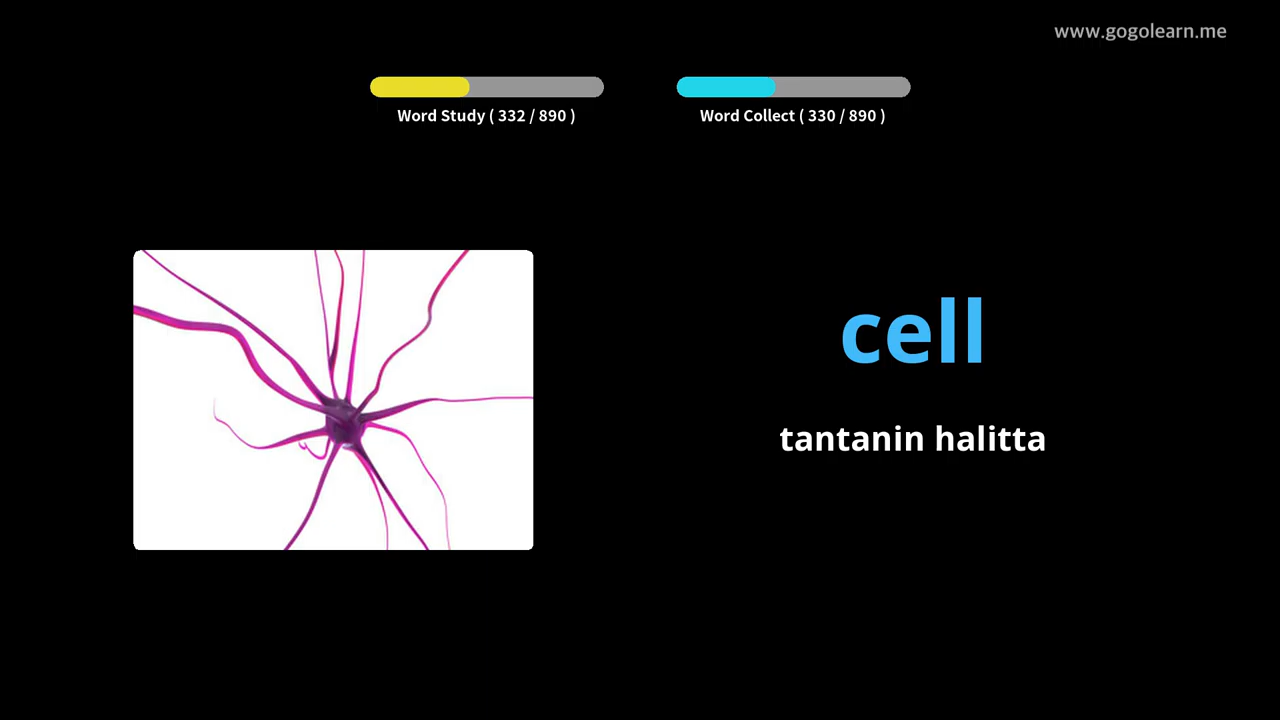 www.gogolearn.me
Word Study ( 332 / 890 )
Word Collect ( 330 / 890 )
cell
tantanin halitta